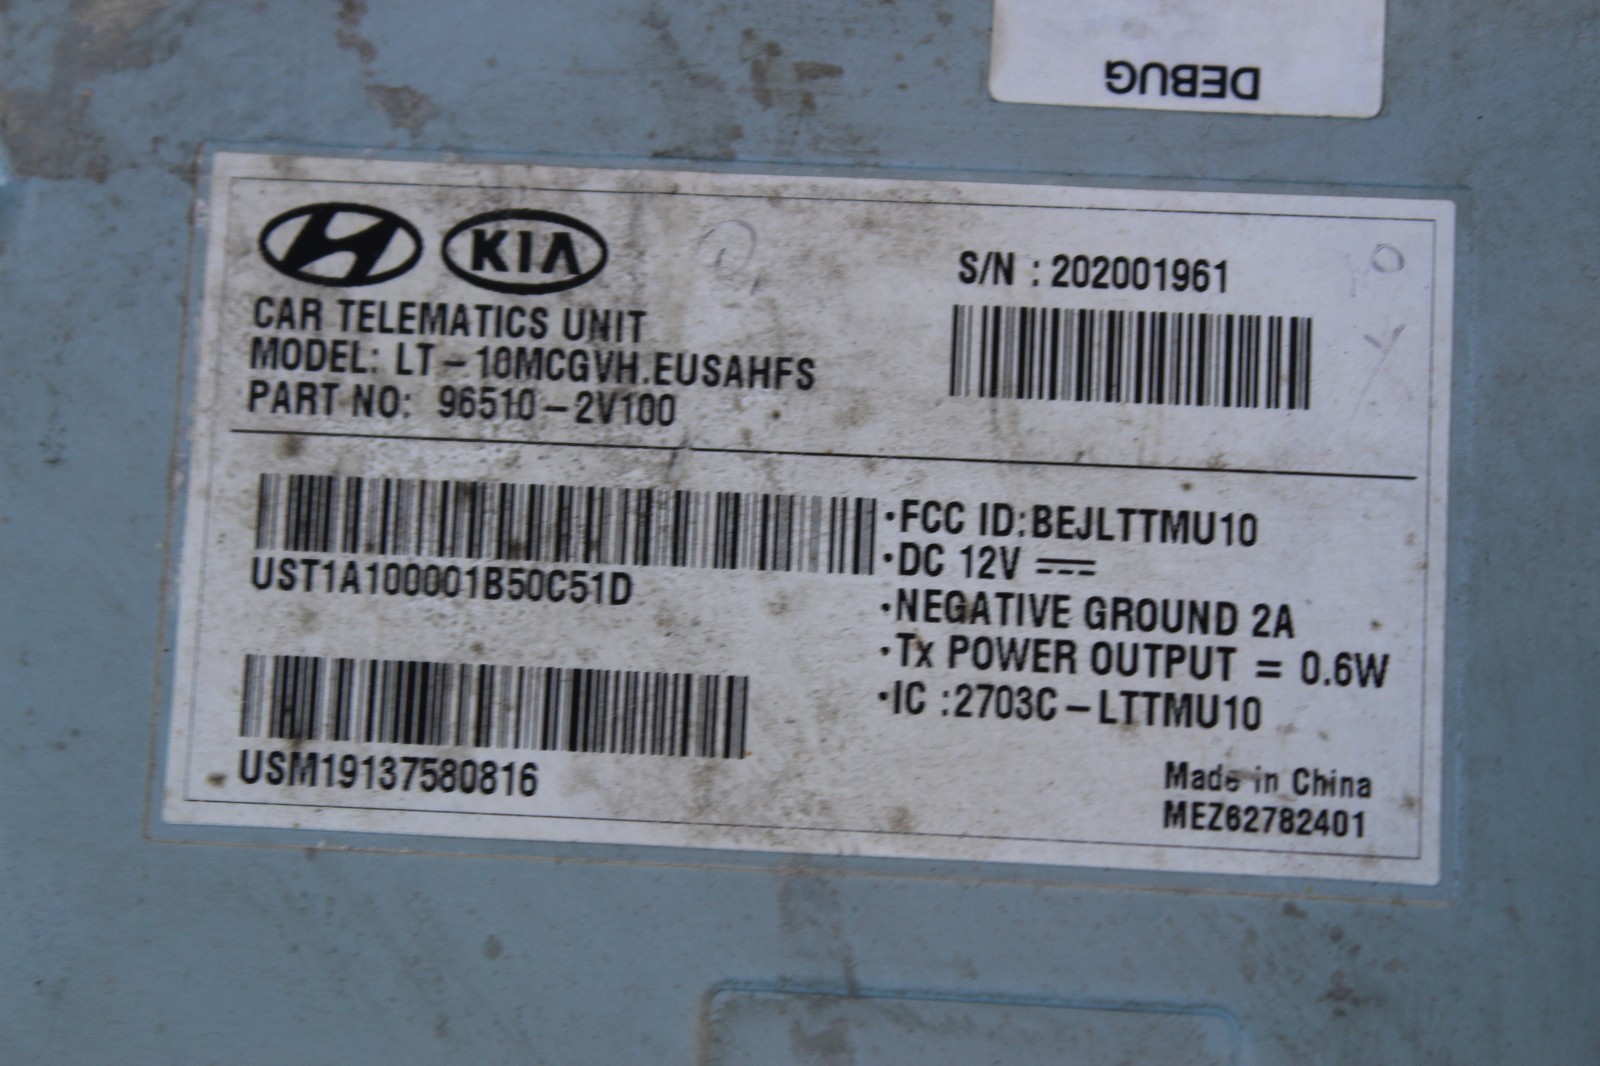 DEBUG
KIA
CAR TELEMATICS UNIT
MODEL: LT-10MCGVH.EUSAHFS
PART NO: 96510-2V100
S/N : 202001961
UST1A100001B50C51D
USM19137580816
·FCC ID:BEJLTTMU10
·DC 12V
·NEGATIVE GROUND 2A
·Tx POWER OUTPUT = 0.6W
·IC :2703C-LTTMU10
Made in China
MEZ62782401